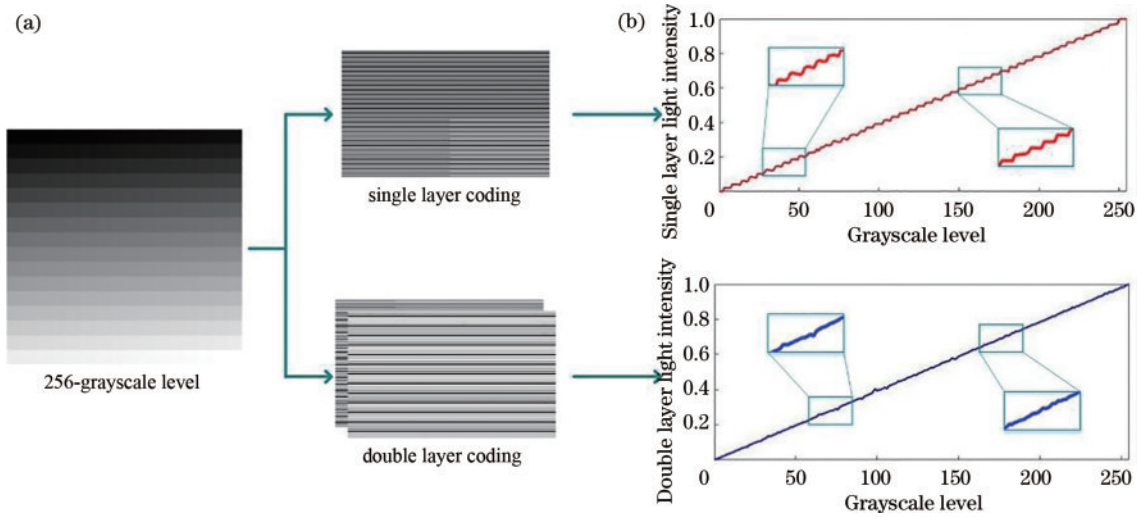 (a)
256-grayscale level
single layer coding
double layer coding
(b)
Single layer light intensity
1.0
0.8
0.6
0.4
0.2
0 50 100 150 200 250
Grayscale level
Double layer light intensity
1.0
0.8
0.6
0.4
0.2
0 50 100 150 200 250
Grayscale level